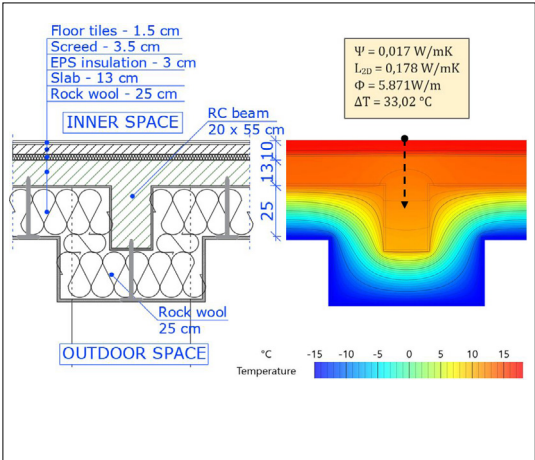 Floor tiles - 1.5 cm
Screed - 3.5 cm
EPS insulation - 3 cm
Slab - 13 cm
Rock wool - 25 cm
INNER SPACE
RC beam
20 x 55 cm
Rock wool
25 cm
OUTDOOR SPACE
10
13
25
Ψ = 0,017 W/mK
L2D = 0,178 W/mK
Φ = 5.871W/m
ΔT = 33,02 °C
°C -15 -10 -5 0 5 10 15
Temperature